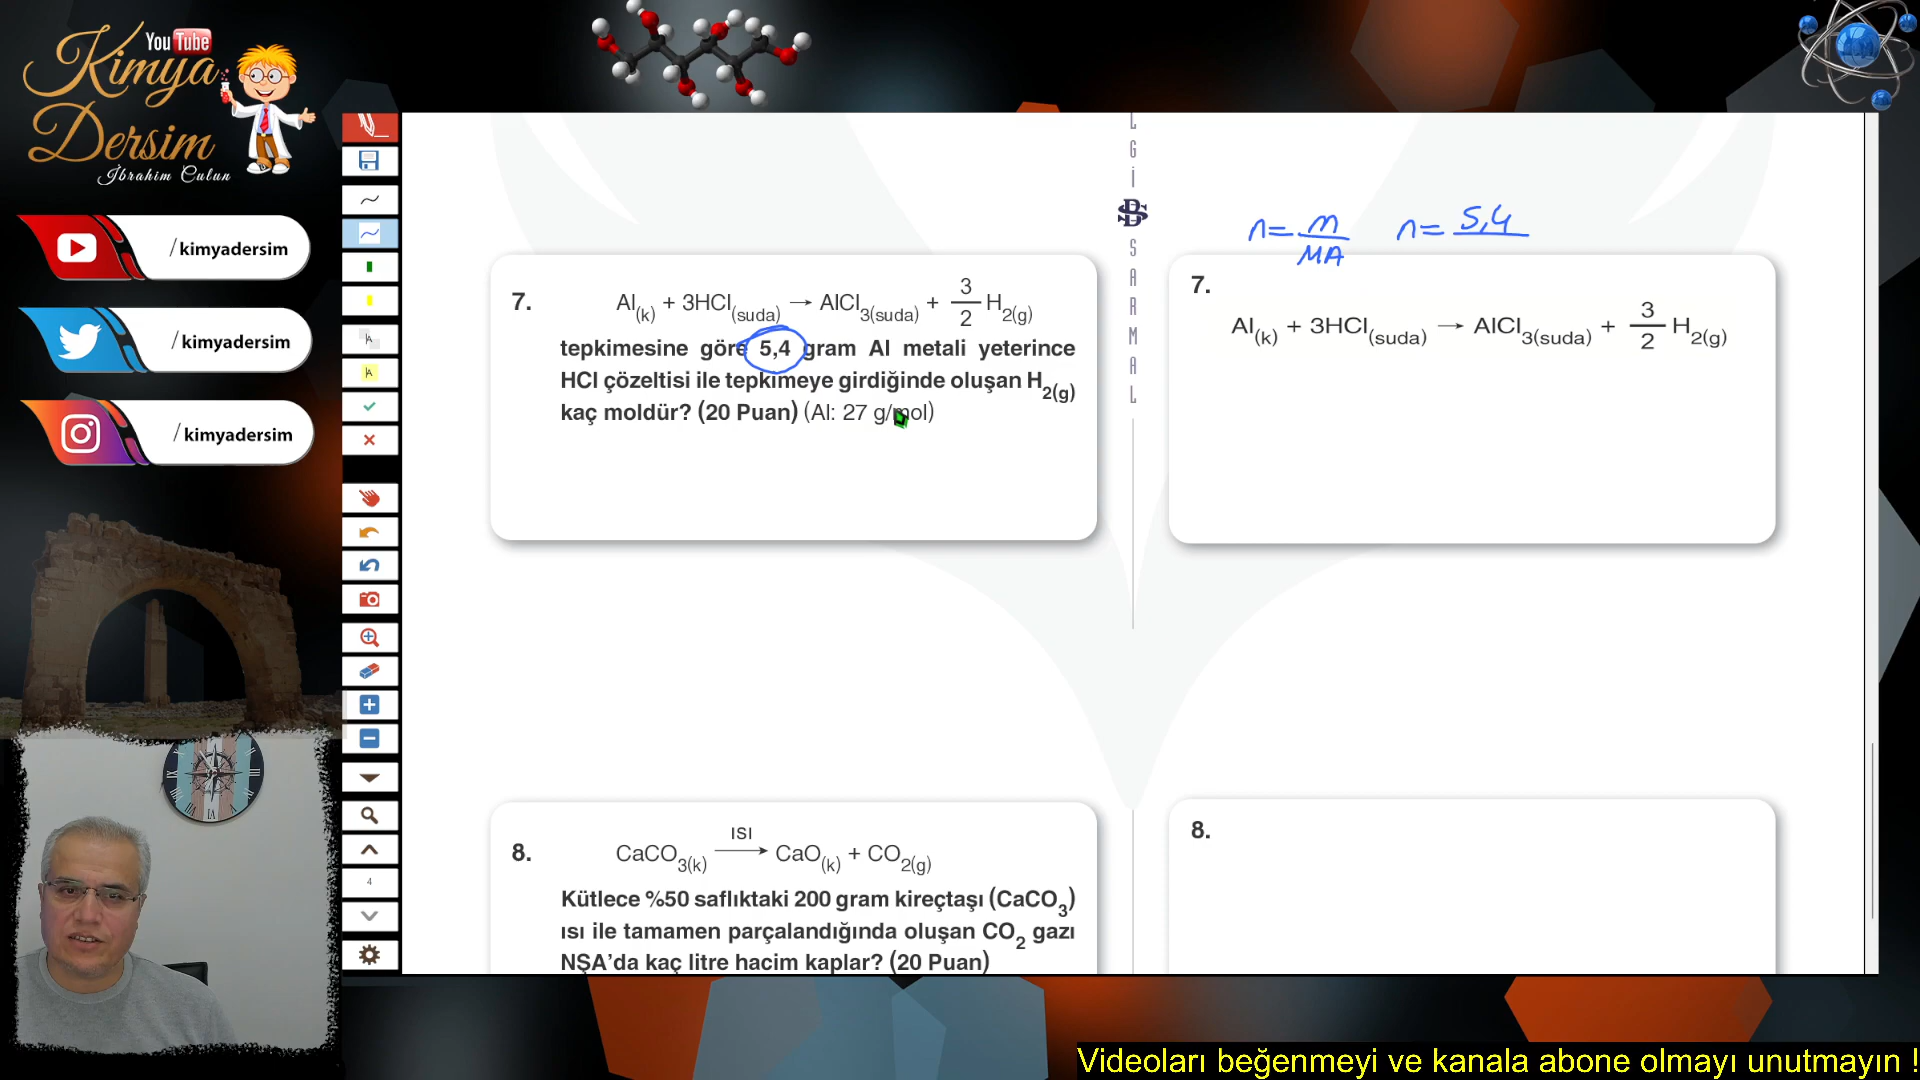 You Tube
Kimya
Dersim
İbrahim Culun
/kimyadersim
/kimyadersim
/kimyadersim
4
L
G
İ
S
A
R
M
A
L
7. Al(k) + 3HCl(suda) → AlCl3(suda) + 3/2 H2(g)
tepkimesine göre 5,4 gram Al metali yeterince
HCl çözeltisi ile tepkimeye girdiğinde oluşan H2(g)
kaç moldür? (20 Puan) (Al: 27 g/mol)
n= m/MA n= 5,4
7.
Al(k) + 3HCl(suda) → AlCl3(suda) + 3/2 H2(g)
8. CaCO3(k) ISI→ CaO(k) + CO2(g)
Kütlece %50 saflıktaki 200 gram kireçtaşı (CaCO3)
ısı ile tamamen parçalandığında oluşan CO2 gazı
NŞA'da kaç litre hacim kaplar? (20 Puan)
8.
Videoları beğenmeyi ve kanala abone olmayı unutmayın !